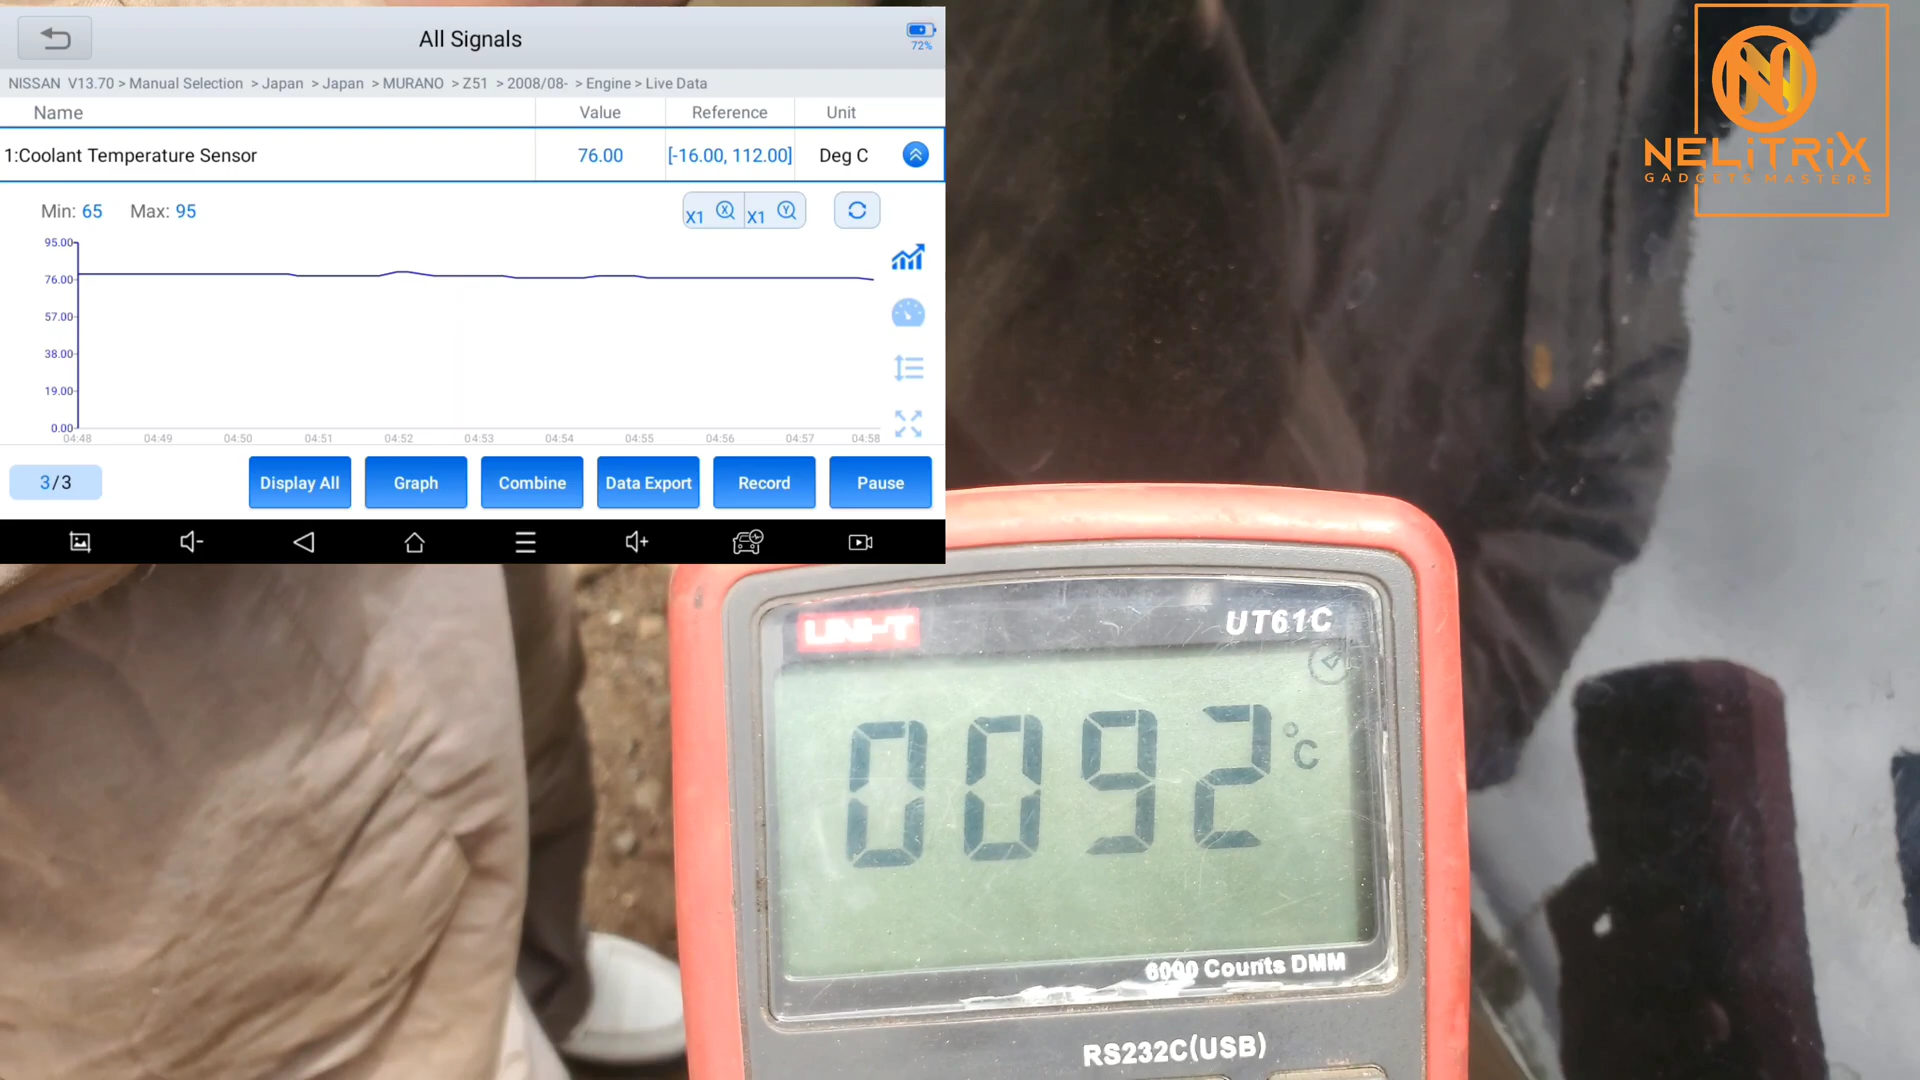 All Signals
72%
NISSAN V13.70 > Manual Selection > Japan > Japan > MURANO > Z51 > 2008/08- > Engine > Live Data
Name Value Reference Unit
1:Coolant Temperature Sensor 76.00 [-16.00, 112.00] Deg C
Min: 65 Max: 95
X1 X X1 Y
95.00
76.00
57.00
38.00
19.00
0.00
04:48 04:49 04:50 04:51 04:52 04:53 04:54 04:55 04:56 04:57 04:58
3/3 Display All Graph Combine Data Export Record Pause
NELiTRiX
GADGETS MASTERS
UNI-T UT61C
0092 °C
6000 Counts DMM
RS232C(USB)